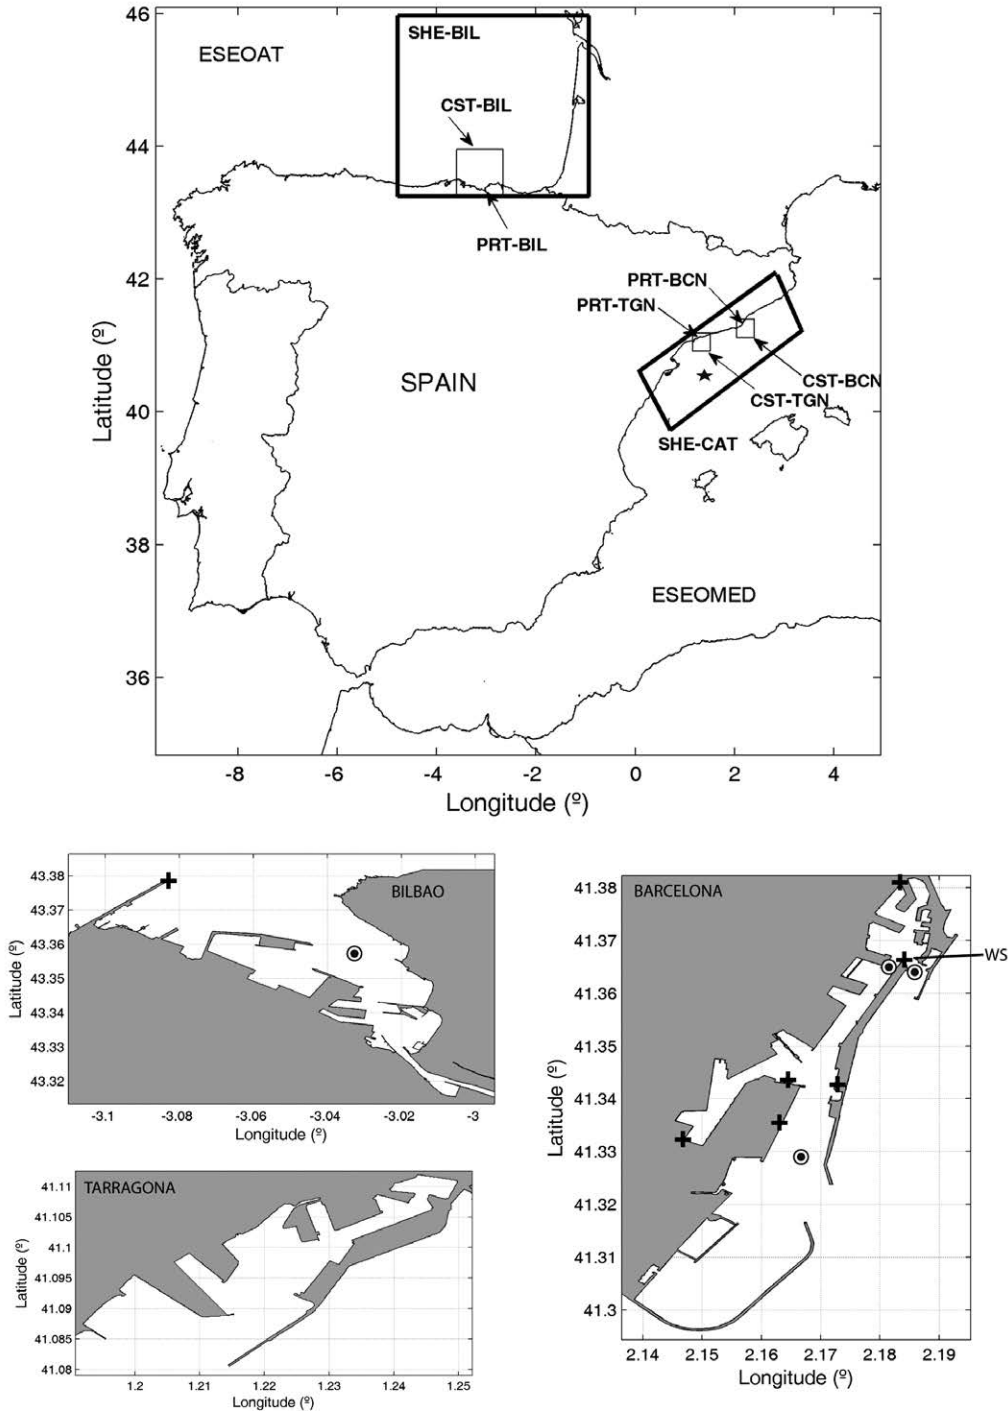 46
44
42
40
38
36
-8
-6
-4
-2
0
2
4
Latitude (º)
Longitude (º)
ESEOAT
SHE-BIL
CST-BIL
PRT-BIL
PRT-BCN
PRT-TGN
SPAIN
CST-BCN
CST-TGN
SHE-CAT
ESEOMED
BILBAO
43.38
43.37
43.36
43.35
43.34
43.33
43.32
-3.1
-3.08
-3.06
-3.04
-3.02
-3
Latitude (º)
Longitude (º)
TARRAGONA
41.11
41.105
41.1
41.095
41.09
41.085
41.08
1.2
1.21
1.22
1.23
1.24
1.25
Latitude (º)
Longitude (º)
BARCELONA
WS
41.38
41.37
41.36
41.35
41.34
41.33
41.32
41.31
41.3
2.14
2.15
2.16
2.17
2.18
2.19
Latitude (º)
Longitude (º)